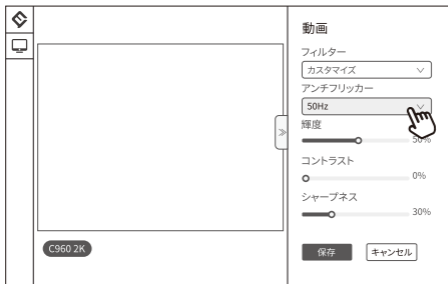 動画
フィルター
カスタマイズ
アンチフリッカー
50Hz
輝度
50%
コントラスト
0%
シャープネス
30%
C960 2K
保存
キャンセル